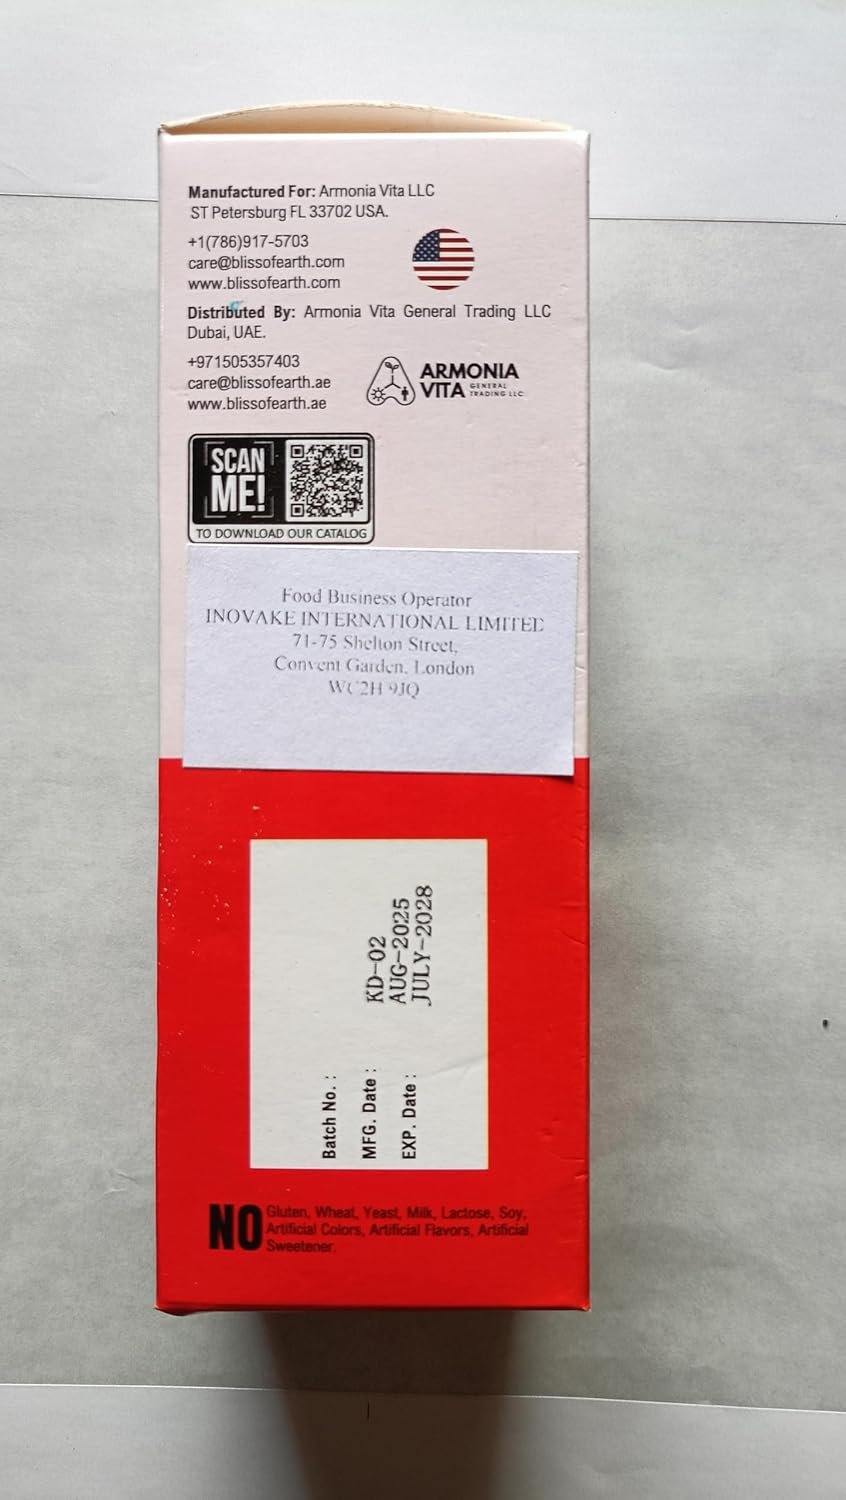 Manufactured For: Armonia Vita LLC
ST Petersburg FL 33702 USA.
+1(786)917-5703
care@blissofearth.com
www.blissofearth.com
Distributed By: Armonia Vita General Trading LLC
Dubai, UAE.
+971505357403
care@blissofearth.ae
www.blissofearth.ae
ARMONIA
VITA GENERAL
TRADING LLC
SCAN
ME!
TO DOWNLOAD OUR CATALOG
Food Business Operator
INOVAKE INTERNATIONAL LIMITED
71-75 Shelton Street,
Convent Garden, London
WC2H 9JQ
Batch No. : KD-02
MFG. Date : AUG-2025
EXP. Date : JULY-2028
NO Gluten, Wheat, Yeast, Milk, Lactose, Soy,
Artificial Colors, Artificial Flavors, Artificial
Sweetener.